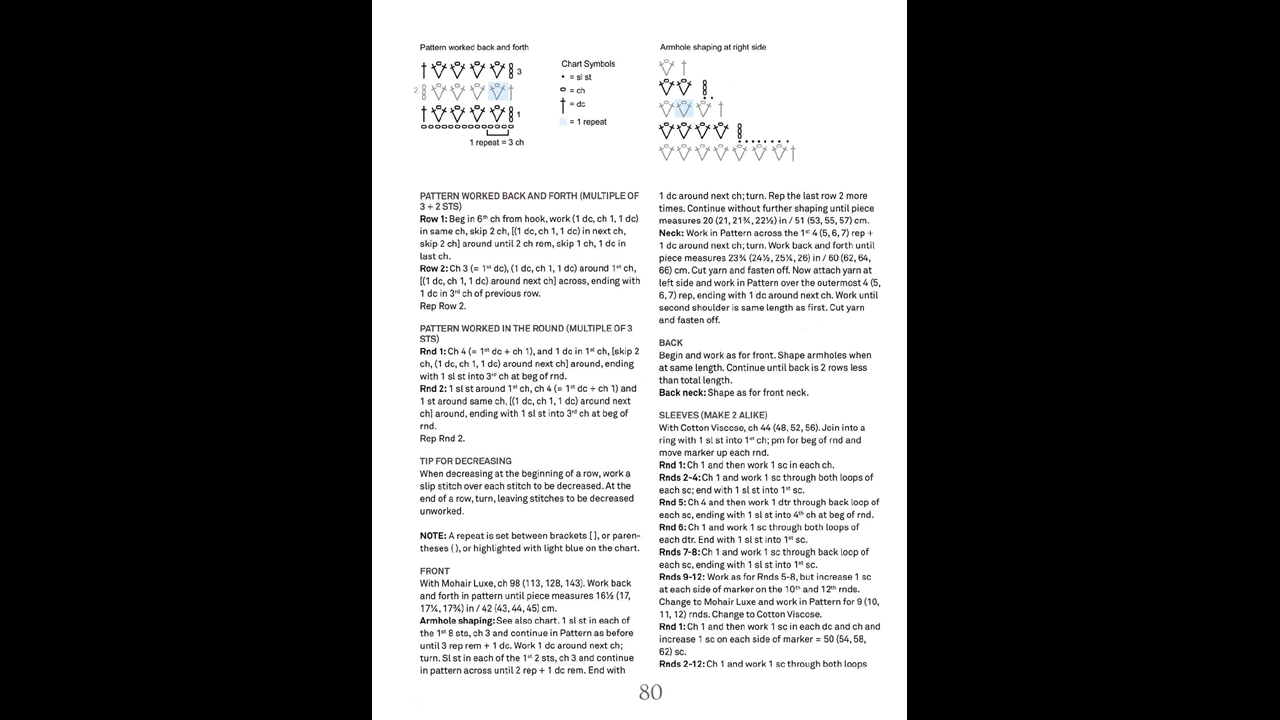 Pattern worked back and forth
3
2
1
1 repeat = 3 ch
Chart Symbols
• = sl st
= ch
= dc
= 1 repeat
Armhole shaping at right side
PATTERN WORKED BACK AND FORTH (MULTIPLE OF
3 + 2 STS)
Row 1: Beg in 6th ch from hook, work (1 dc, ch 1, 1 dc)
in same ch, skip 2 ch, [(1 dc, ch 1, 1 dc) in next ch,
skip 2 ch] around until 2 ch rem, skip 1 ch, 1 dc in
last ch.
Row 2: Ch 3 (= 1st dc), (1 dc, ch 1, 1 dc) around 1st ch,
[(1 dc, ch 1, 1 dc) around next ch] across, ending with
1 dc in 3rd ch of previous row.
Rep Row 2.
PATTERN WORKED IN THE ROUND (MULTIPLE OF 3
STS)
Rnd 1: Ch 4 (= 1st dc + ch 1), and 1 dc in 1st ch, [skip 2
ch, (1 dc, ch 1, 1 dc) around next ch] around, ending
with 1 sl st into 3rd ch at beg of rnd.
Rnd 2: 1 sl st around 1st ch, ch 4 (= 1st dc + ch 1) and
1 st around same ch, [(1 dc, ch 1, 1 dc) around next
ch] around, ending with 1 sl st into 3rd ch at beg of
rnd.
Rep Rnd 2.
TIP FOR DECREASING
When decreasing at the beginning of a row, work a
slip stitch over each stitch to be decreased. At the
end of a row, turn, leaving stitches to be decreased
unworked.
NOTE: A repeat is set between brackets [ ], or paren-
theses ( ), or highlighted with light blue on the chart.
FRONT
With Mohair Luxe, ch 98 (113, 128, 143). Work back
and forth in pattern until piece measures 16½ (17,
17¼, 17¾) in / 42 (43, 44, 45) cm.
Armhole shaping: See also chart. 1 sl st in each of
the 1st 8 sts, ch 3 and continue in Pattern as before
until 3 rep rem + 1 dc. Work 1 dc around next ch;
turn. Sl st in each of the 1st 2 sts, ch 3 and continue
in pattern across until 2 rep + 1 dc rem. End with
1 dc around next ch; turn. Rep the last row 2 more
times. Continue without further shaping until piece
measures 20 (21, 21¾, 22½) in / 51 (53, 55, 57) cm.
Neck: Work in Pattern across the 1st 4 (5, 6, 7) rep +
1 dc around next ch; turn. Work back and forth until
piece measures 23¾ (24½, 25¼, 26) in / 60 (62, 64,
66) cm. Cut yarn and fasten off. Now attach yarn at
left side and work in Pattern over the outermost 4 (5,
6, 7) rep, ending with 1 dc around next ch. Work until
second shoulder is same length as first. Cut yarn
and fasten off.
BACK
Begin and work as for front. Shape armholes when
at same length. Continue until back is 2 rows less
than total length.
Back neck: Shape as for front neck.
SLEEVES (MAKE 2 ALIKE)
With Cotton Viscose, ch 44 (48, 52, 56). Join into a
ring with 1 sl st into 1st ch; pm for beg of rnd and
move marker up each rnd.
Rnd 1: Ch 1 and then work 1 sc in each ch.
Rnds 2-4: Ch 1 and work 1 sc through both loops of
each sc; end with 1 sl st into 1st sc.
Rnd 5: Ch 4 and then work 1 dtr through back loop of
each sc, ending with 1 sl st into 4th ch at beg of rnd.
Rnd 6: Ch 1 and work 1 sc through both loops of
each dtr. End with 1 sl st into 1st sc.
Rnds 7-8: Ch 1 and work 1 sc through back loop of
each sc, ending with 1 sl st into 1st sc.
Rnds 9-12: Work as for Rnds 5-8, but increase 1 sc
at each side of marker on the 10th and 12th rnds.
Change to Mohair Luxe and work in Pattern for 9 (10,
11, 12) rnds. Change to Cotton Viscose.
Rnd 1: Ch 1 and then work 1 sc in each dc and ch and
increase 1 sc on each side of marker = 50 (54, 58,
62) sc.
Rnds 2-12: Ch 1 and work 1 sc through both loops
80